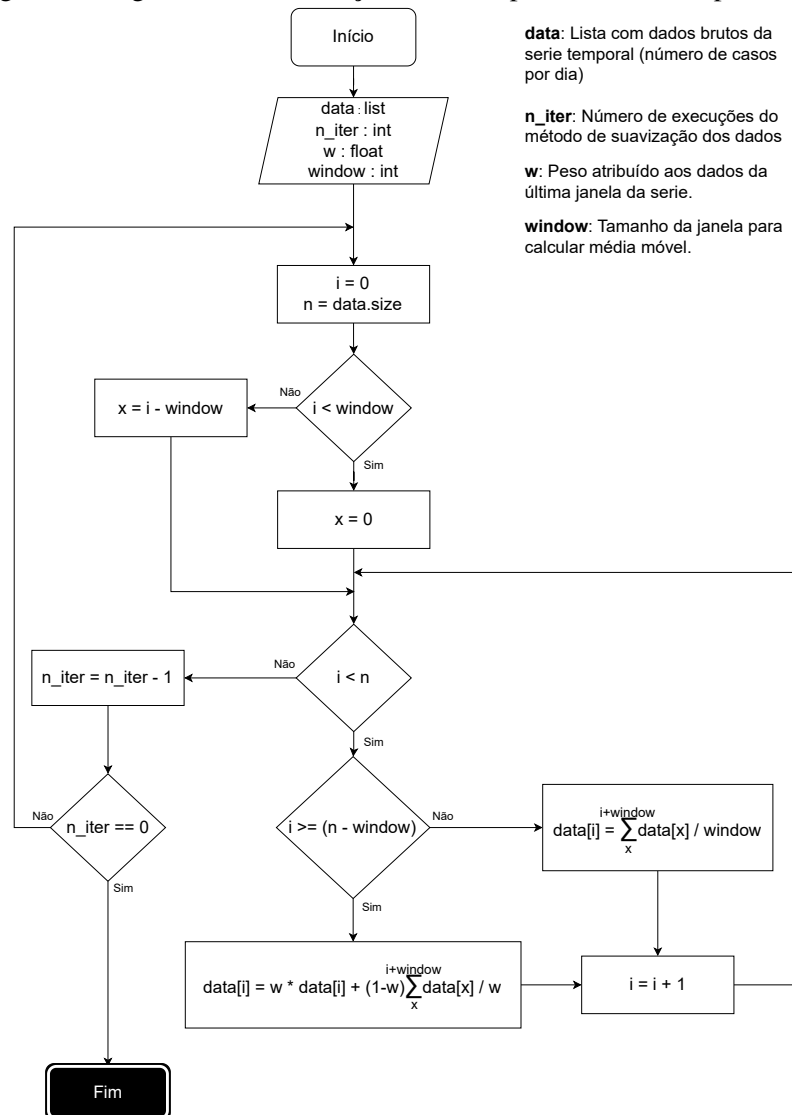 Início
data: Lista com dados brutos da
serie temporal (número de casos
por dia)
n_iter: Número de execuções do
método de suavização dos dados
w: Peso atribuído aos dados da
última janela da serie.
window: Tamanho da janela para
calcular média móvel.
data : list
n_iter : int
w : float
window : int
i = 0
n = data.size
i < window
Não
Sim
x = i - window
x = 0
i < n
Não
Sim
n_iter = n_iter - 1
n_iter == 0
Não
Sim
i >= (n - window)
Não
Sim
i+window
data[i] = ∑data[x] / window
x
i+window
data[i] = w * data[i] + (1-w)∑data[x] / w
x
i = i + 1
Fim